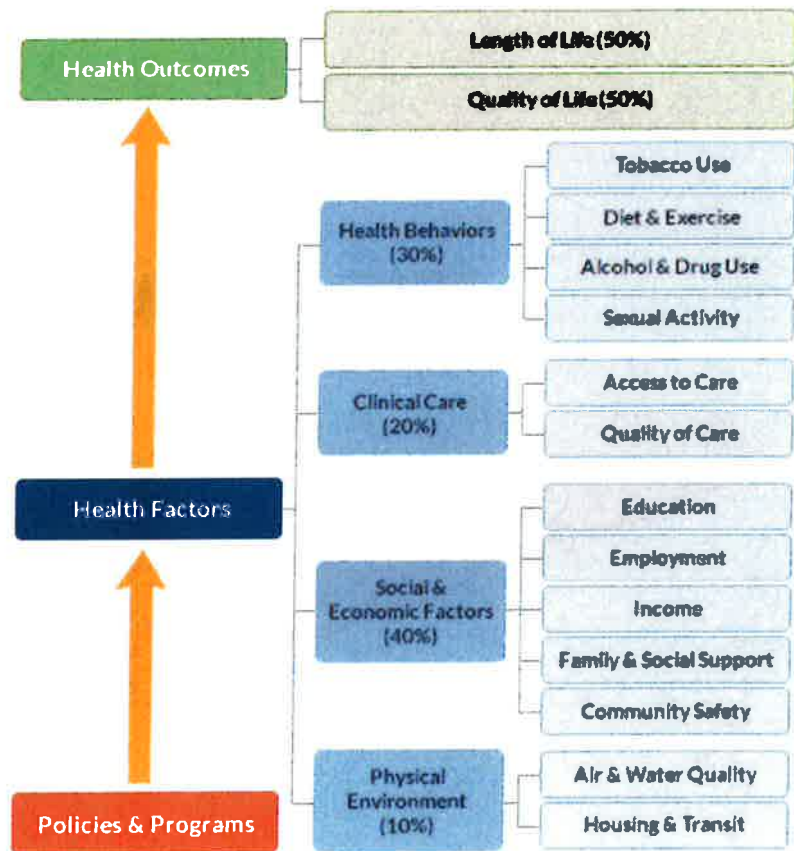 Health Outcomes
Length of Life (50%)
Quality of Life (50%)
Health Behaviors
(30%)
Tobacco Use
Diet & Exercise
Alcohol & Drug Use
Sexual Activity
Clinical Care
(20%)
Access to Care
Quality of Care
Health Factors
Social &
Economic Factors
(40%)
Education
Employment
Income
Family & Social Support
Community Safety
Physical
Environment
(10%)
Air & Water Quality
Housing & Transit
Policies & Programs